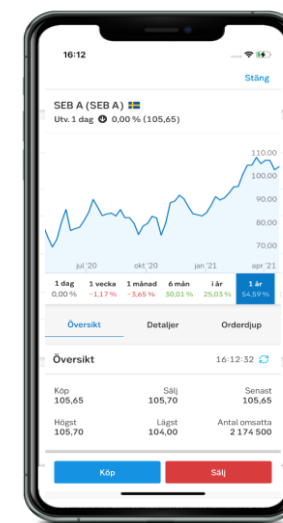 16:12
Stäng
SEB A (SEB A)
Utv. 1 dag 0,00 % (105,65)
110,00
100,00
90,00
80,00
70,00
jul '20 okt '20 jan '21 apr '21
1 dag 1 vecka 1 månad 6 mån i år 1 år
0,00 % −1,17 % −3,65 % 30,01 % 25,03 % 54,59 %
Översikt Detaljer Orderdjup
Översikt 16:12:32
Köp Sälj Senast
105,65 105,70 105,65
Högst Lägst Antal omsatta
105,70 104,00 2 174 500
Köp Sälj